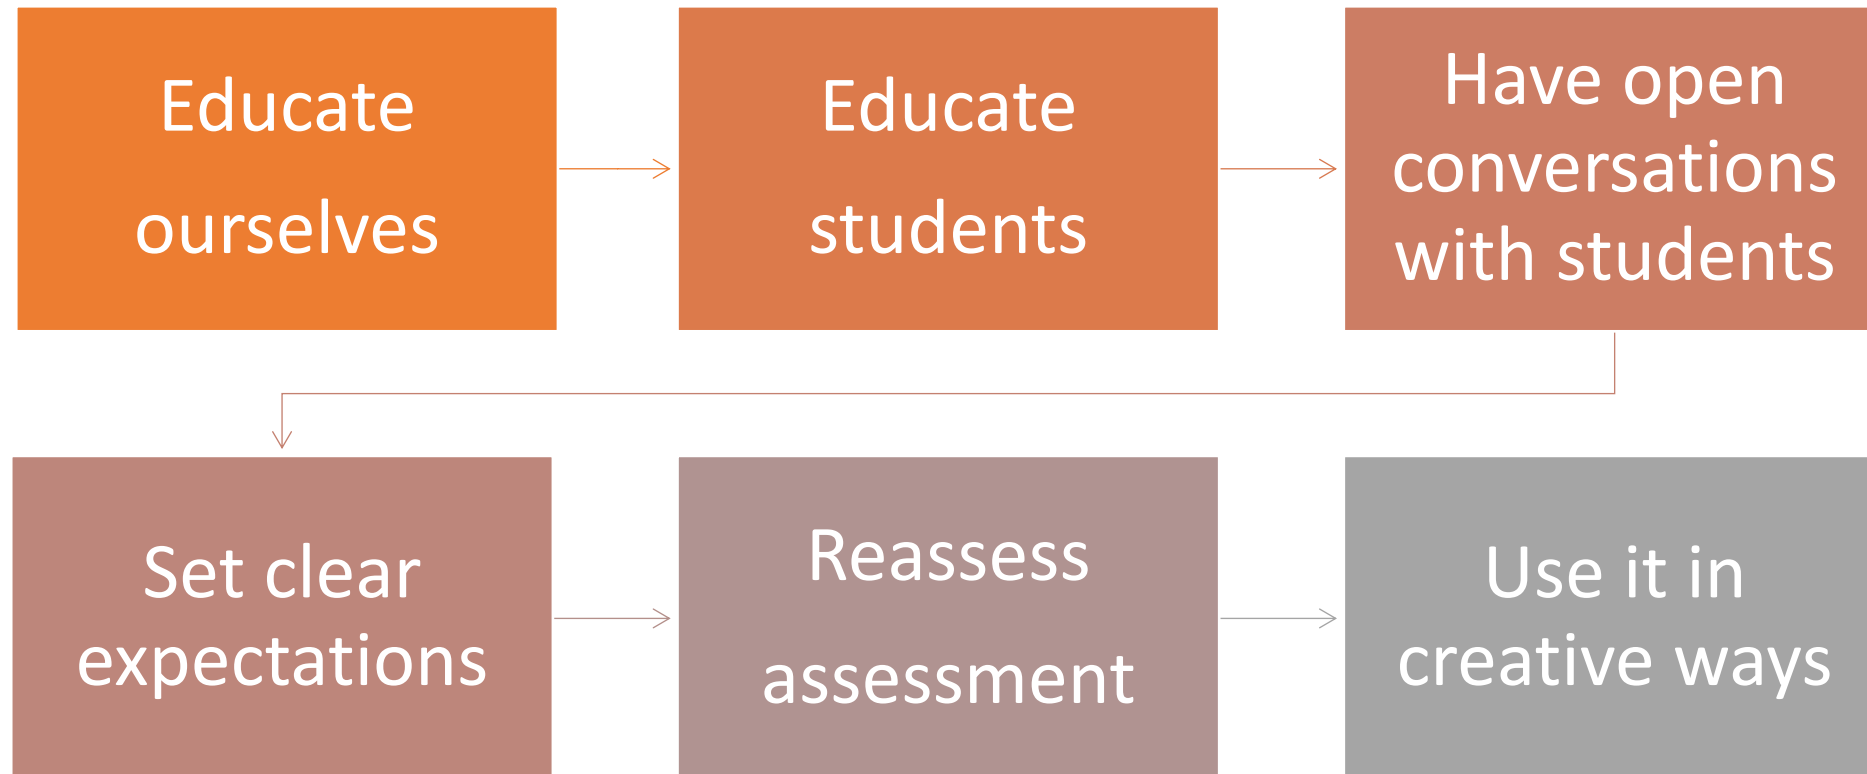 Educate
ourselves
Educate
students
Have open
conversations
with students
Set clear
expectations
Reassess
assessment
Use it in
creative ways